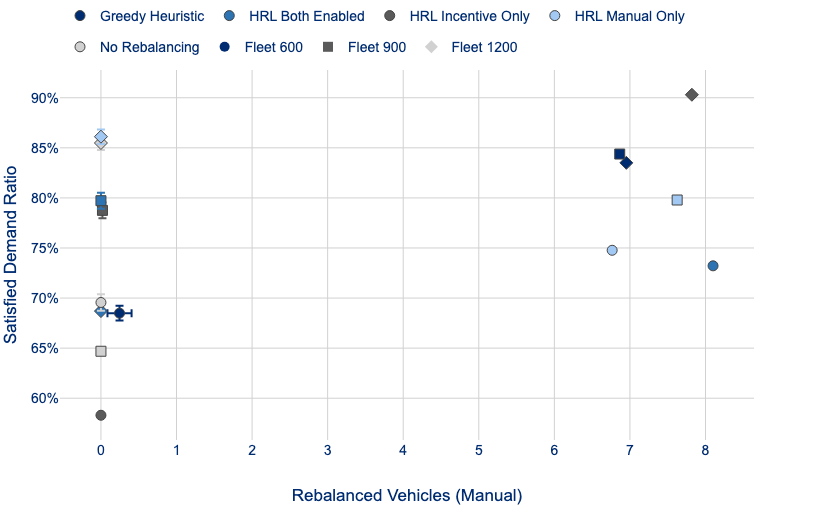 Greedy Heuristic HRL Both Enabled HRL Incentive Only HRL Manual Only
No Rebalancing Fleet 600 Fleet 900 Fleet 1200
90%
85%
80%
75%
70%
65%
60%
Satisfied Demand Ratio
0 1 2 3 4 5 6 7 8
Rebalanced Vehicles (Manual)